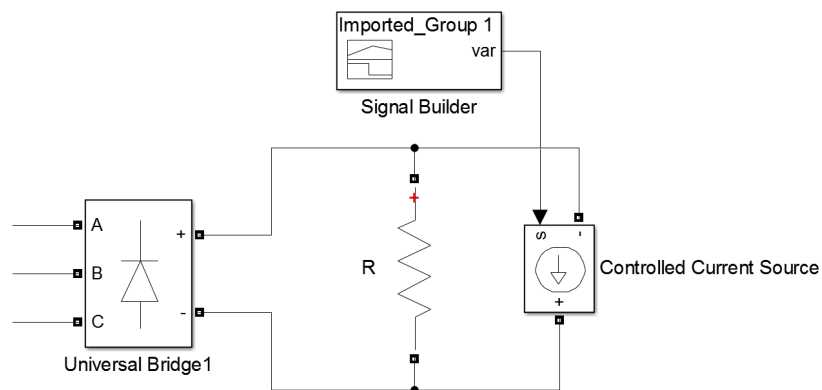 Imported_Group 1
var
Signal Builder
A
B
C
+
-
Universal Bridge1
+
R
s
-
+
Controlled Current Source